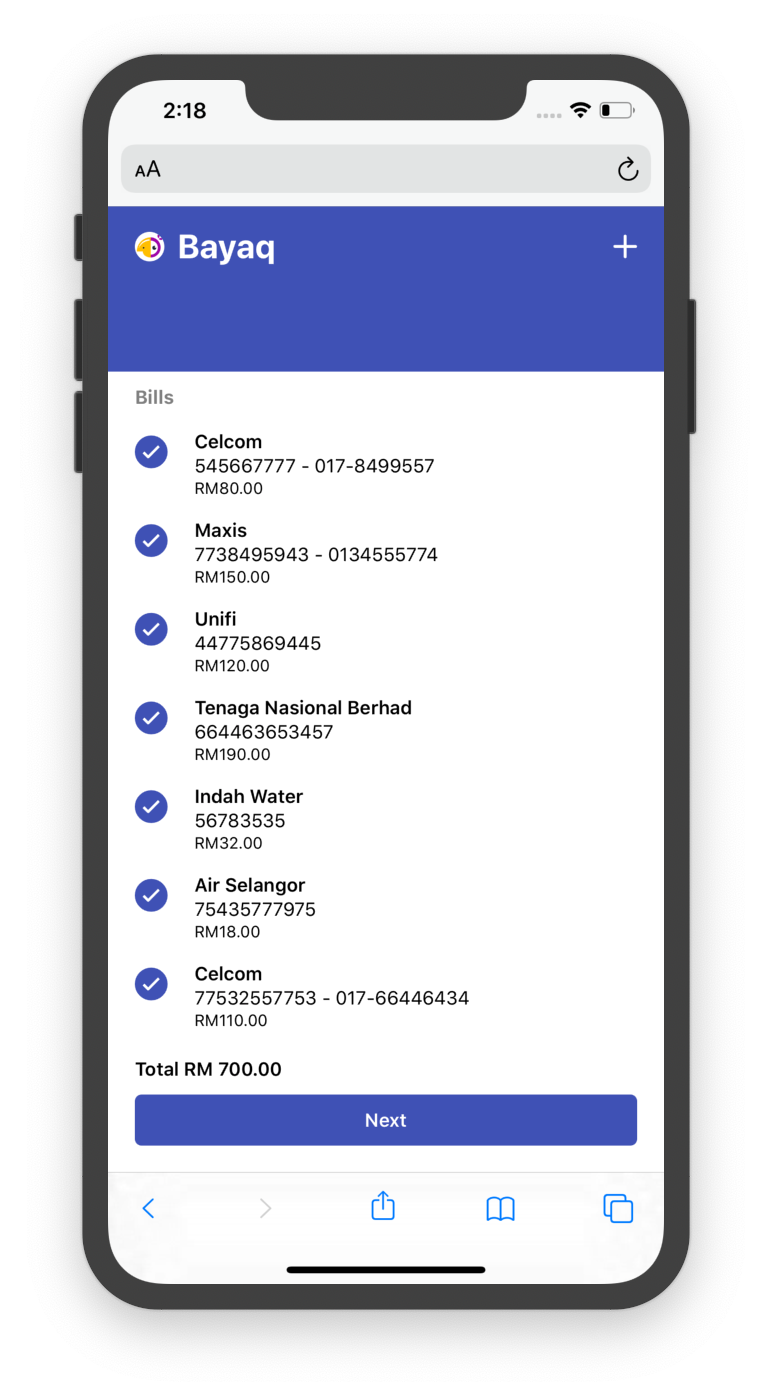 2:18
AA
Bayaq
Bills
Celcom
545667777 - 017-8499557
RM80.00
Maxis
7738495943 - 0134555774
RM150.00
Unifi
44775869445
RM120.00
Tenaga Nasional Berhad
664463653457
RM190.00
Indah Water
56783535
RM32.00
Air Selangor
75435777975
RM18.00
Celcom
77532557753 - 017-66446434
RM110.00
Total RM 700.00
Next